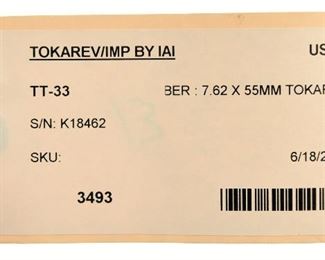 TOKAREV/IMP BY IAI US
TT-33 BER : 7.62 X 55MM TOKAR
S/N: K18462
SKU: 6/18/2
3493